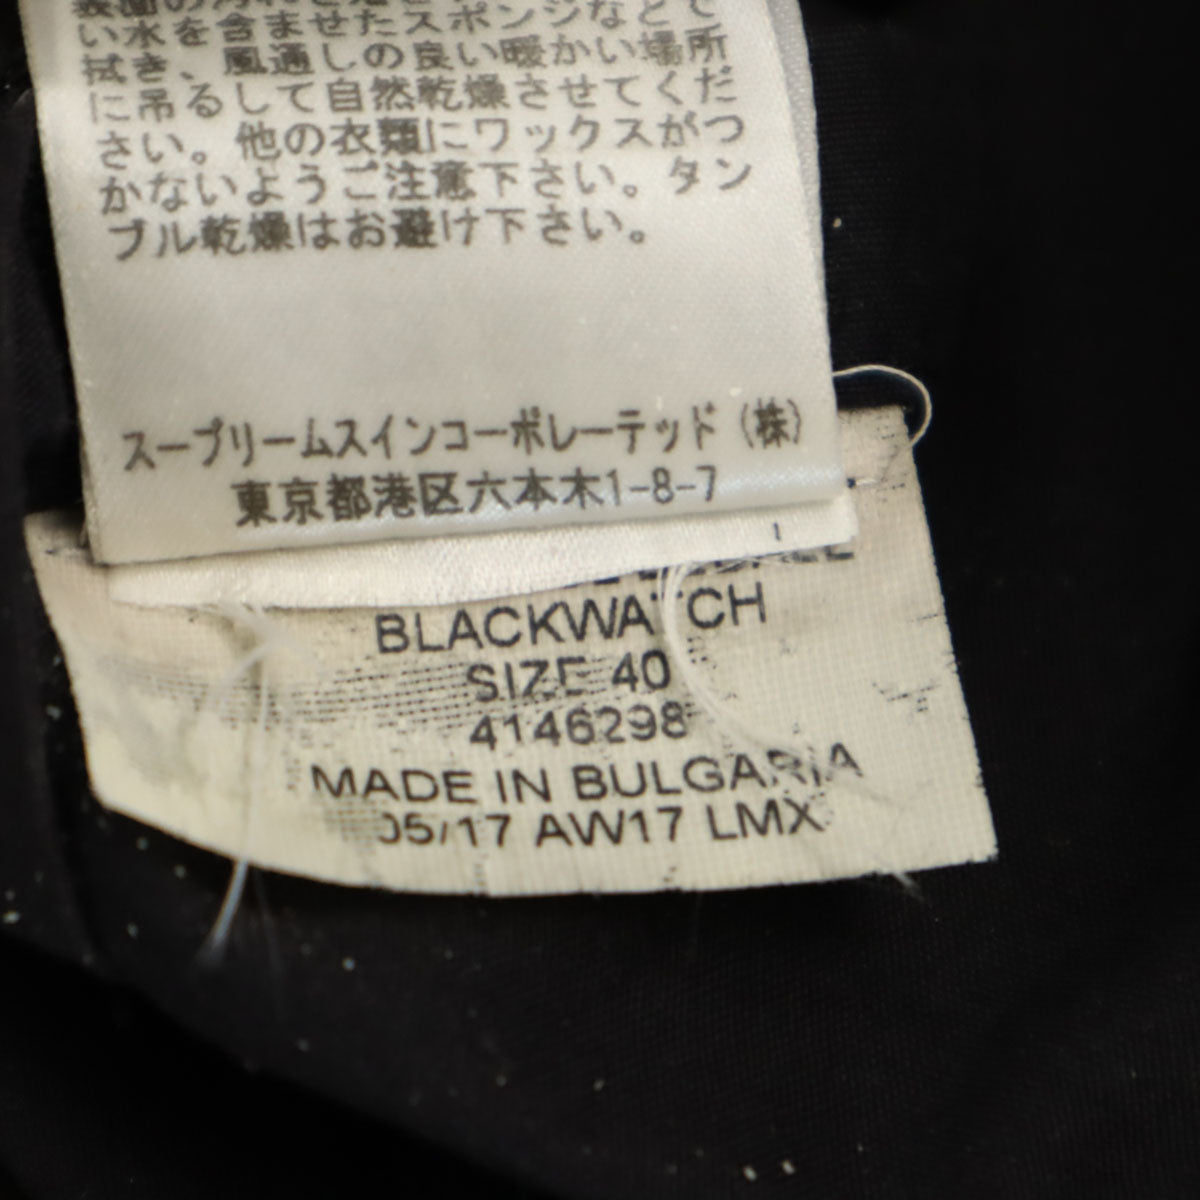 い水を含ませたスポンジなどで
拭き、風通しの良い暖かい場所
に吊るして自然乾燥させてくだ
さい。他の衣類にワックスがつ
かないようご注意下さい。タン
ブル乾燥はお避け下さい。
スープリームスインコーポレーテッド（株）
東京都港区六本木1-8-7
BLACKWATCH
SIZE 40
4146298
MADE IN BULGARIA
05/17 AW17 LMX